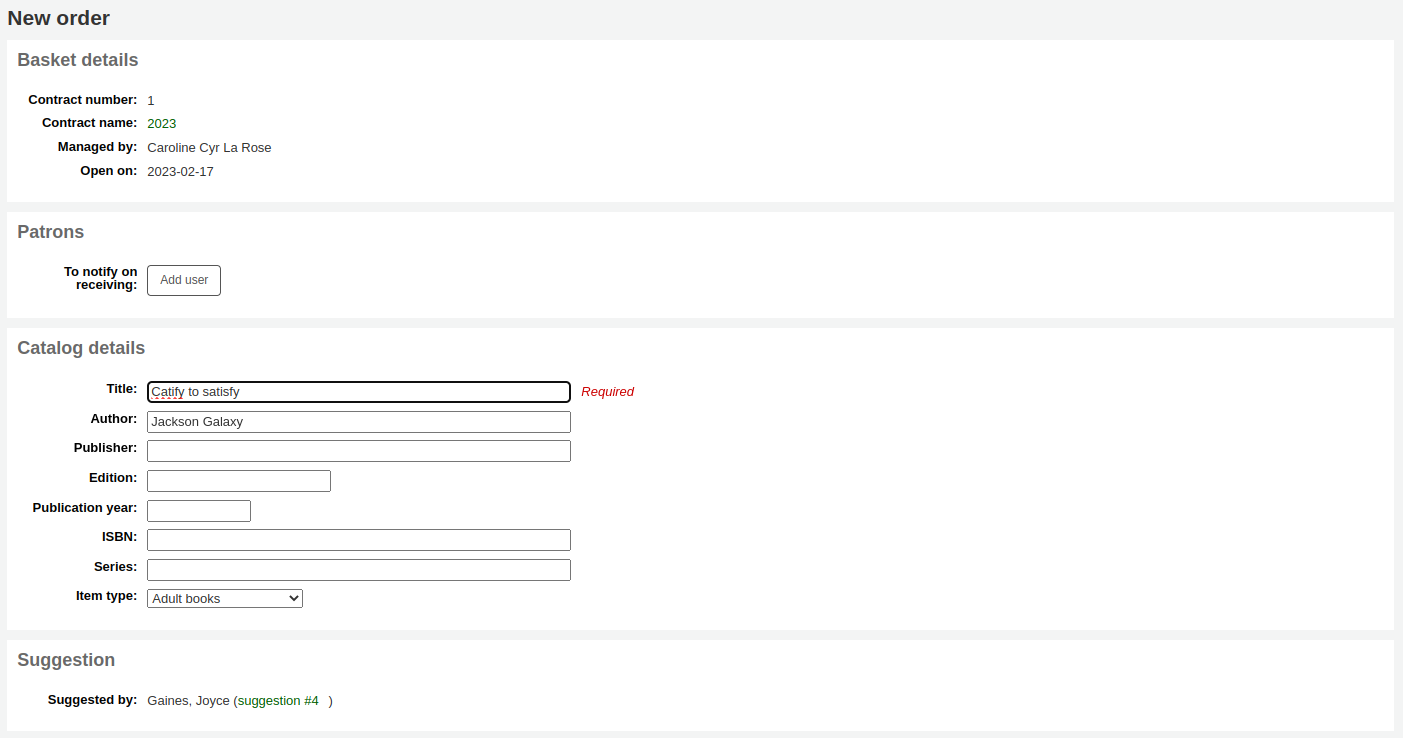 New order
Basket details
Contract number: 1
Contract name: 2023
Managed by: Caroline Cyr La Rose
Open on: 2023-02-17
Patrons
To notify on
receiving:
Add user
Catalog details
Title: Catify to satisfy Required
Author: Jackson Galaxy
Publisher:
Edition:
Publication year:
ISBN:
Series:
Item type: Adult books
Suggestion
Suggested by: Gaines, Joyce (suggestion #4 )